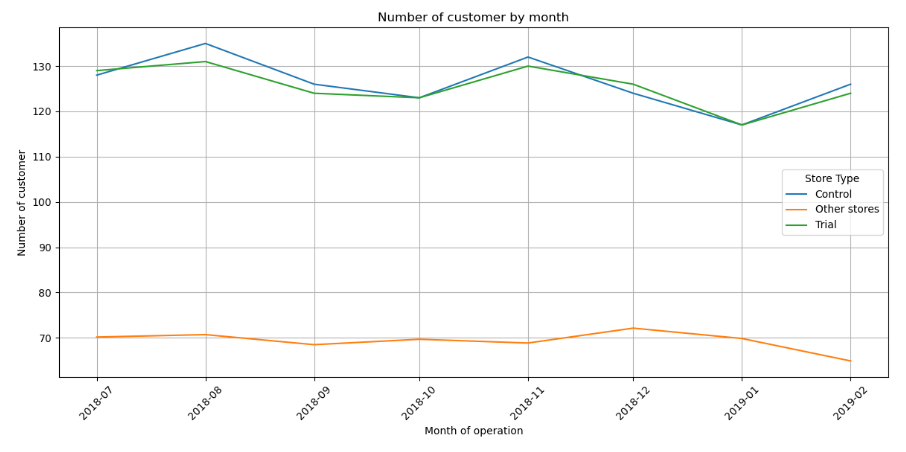 Number of customer by month
Number of customer
130
120
110
100
90
80
70
Store Type
Control
Other stores
Trial
2018-07
2018-08
2018-09
2018-10
2018-11
2018-12
2019-01
2019-02
Month of operation